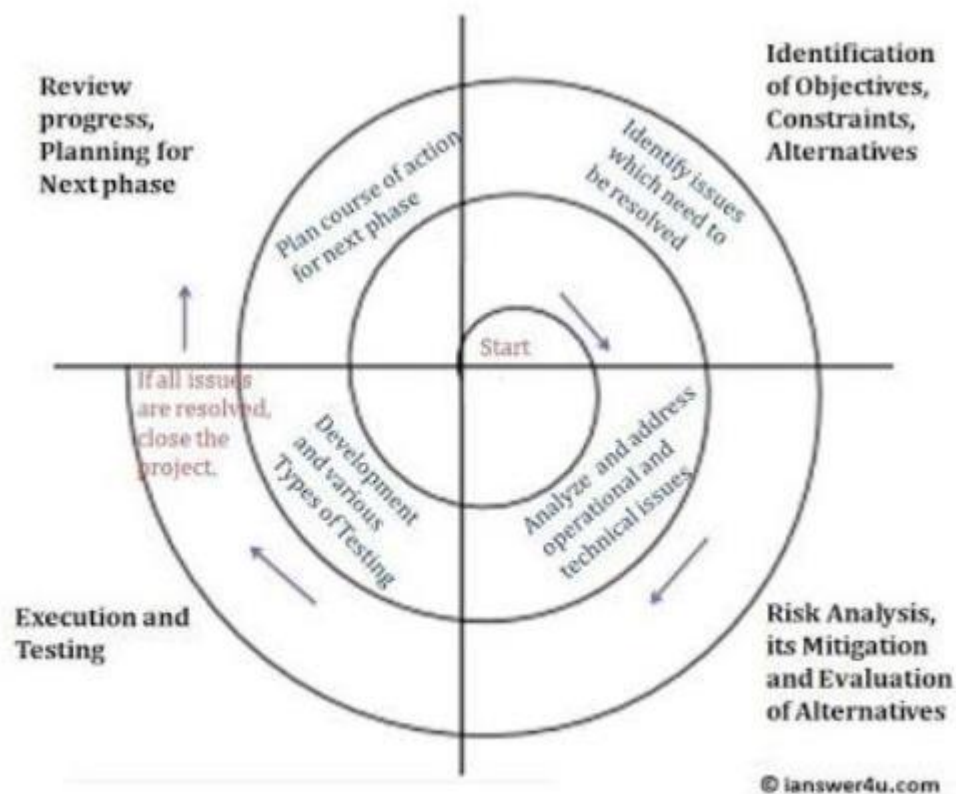 Review
progress,
Planning for
Next phase
Identification
of Objectives,
Constraints,
Alternatives
Plan course of action
for next phase
Identify issues
which need to
be resolved
Start
If all issues
are resolved,
close the
project.
Development
and various
Types of Testing
Analyze and address
operational and
technical issues
Execution and
Testing
Risk Analysis,
its Mitigation
and Evaluation
of Alternatives
© ianswer4u.com